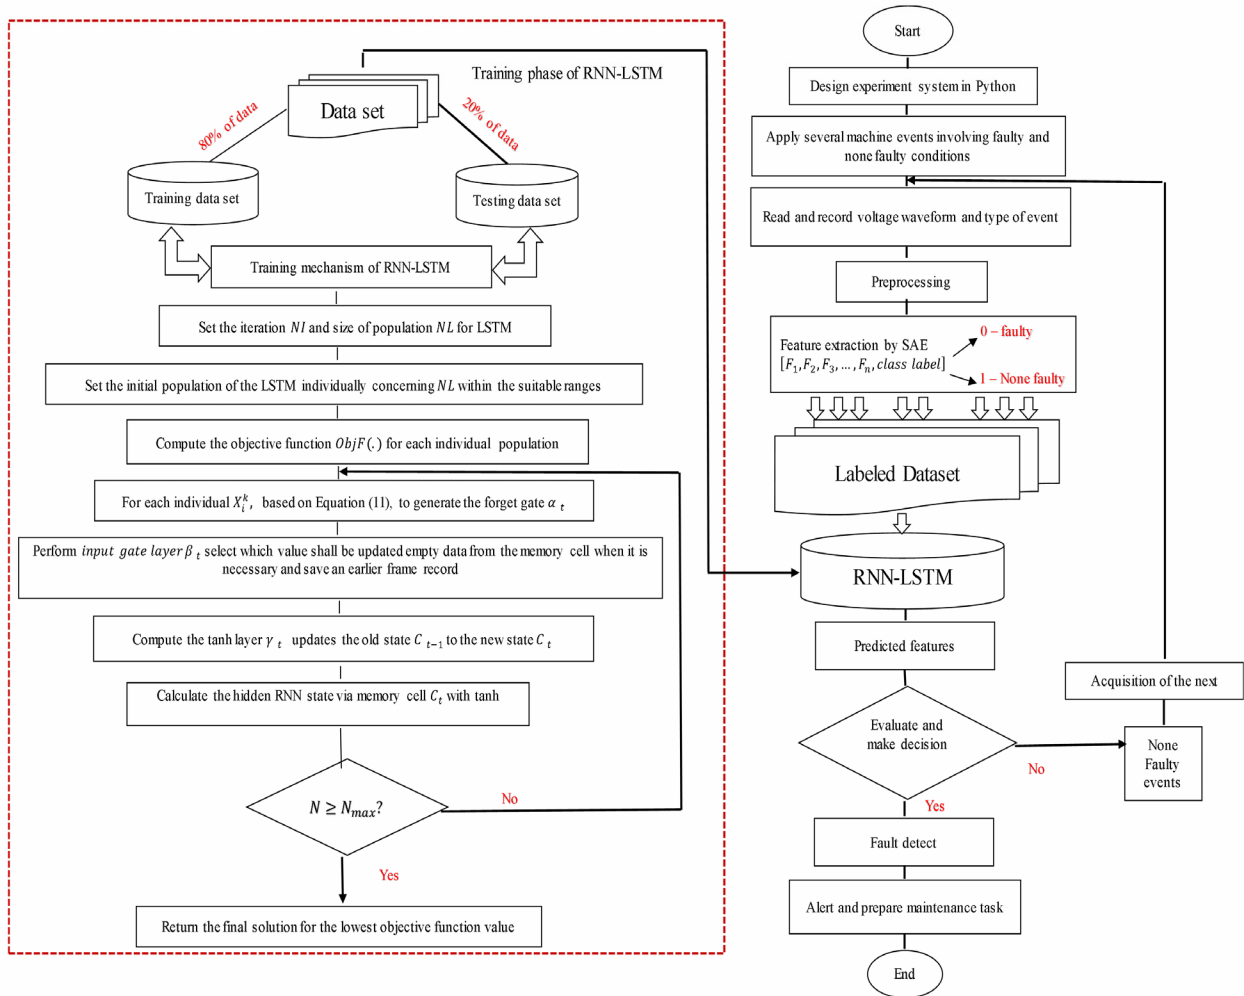 Training phase of RNN-LSTM
Data set
80% of data
20% of data
Training data set
Testing data set
Training mechanism of RNN-LSTM
Set the iteration NI and size of population NL for LSTM
Set the initial population of the LSTM individually concerning NL within the suitable ranges
Compute the objective function ObjF(.) for each individual population
For each individual X_i^k, based on Equation (11), to generate the forget gate α_t
Perform input gate layer β_t select which value shall be updated empty data from the memory cell when it is
necessary and save an earlier frame record
Compute the tanh layer γ_t updates the old state C_{t-1} to the new state C_t
Calculate the hidden RNN state via memory cell C_t with tanh
N ≥ N_max?
No
Yes
Return the final solution for the lowest objective function value
Start
Design experiment system in Python
Apply several machine events involving faulty and
none faulty conditions
Read and record voltage waveform and type of event
Preprocessing
Feature extraction by SAE
[F_1, F_2, F_3, ..., F_n, class label]
0 – faulty
1 – None faulty
Labeled Dataset
RNN-LSTM
Predicted features
Evaluate and
make decision
No
Yes
None
Faulty
events
Acquisition of the next
Fault detect
Alert and prepare maintenance task
End